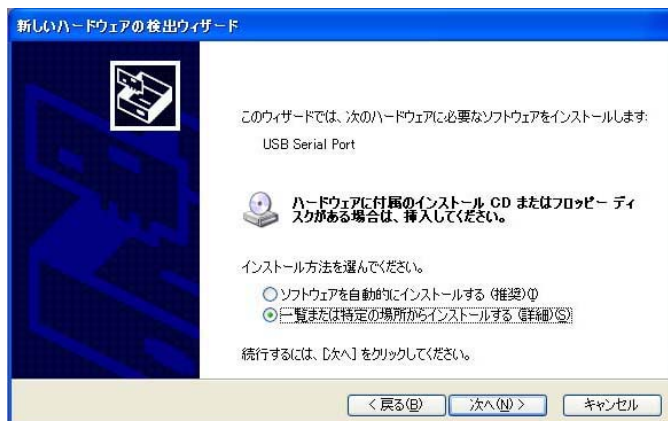 新しいハードウェアの検出ウィザード
このウィザードでは、次のハードウェアに必要なソフトウェアをインストールします:
USB Serial Port
ハードウェアに付属のインストール CD またはフロッピー ディ
スクがある場合は、挿入してください。
インストール方法を選んでください。
ソフトウェアを自動的にインストールする (推奨)(I)
一覧または特定の場所からインストールする (詳細)(S)
続行するには、[次へ] をクリックしてください。
< 戻る(B) 次へ(N) > キャンセル